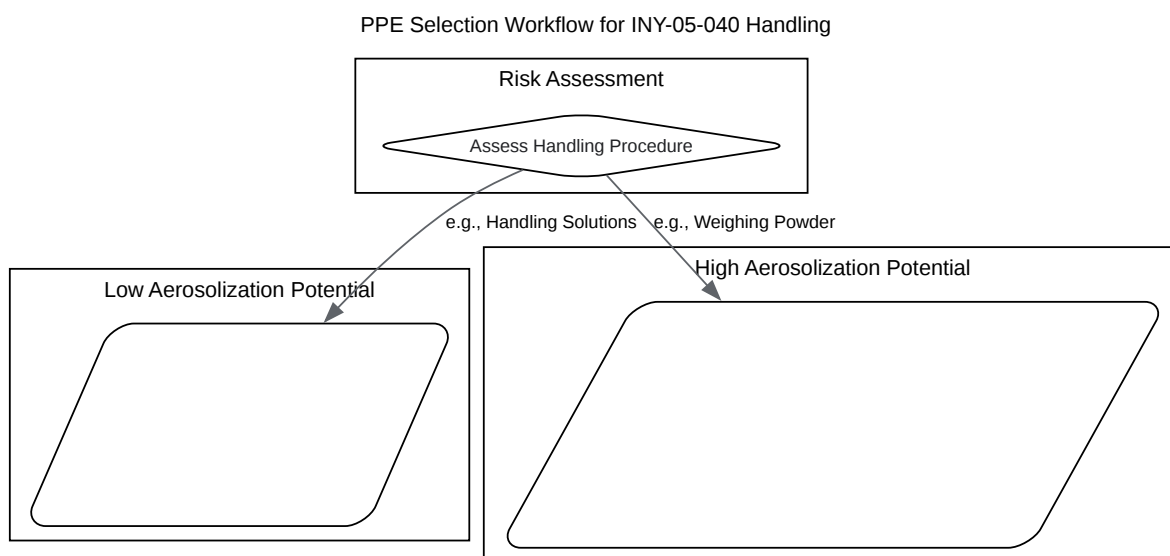 PPE Selection Workflow for INY-05-040 Handling
Risk Assessment
Assess Handling Procedure
e.g., Handling Solutions
e.g., Weighing Powder
Low Aerosolization Potential
High Aerosolization Potential